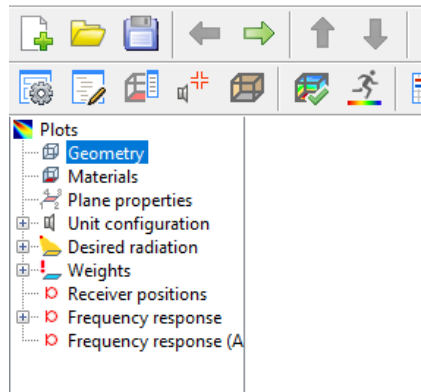 Plots
Geometry
Materials
Plane properties
Unit configuration
Desired radiation
Weights
Receiver positions
Frequency response
Frequency response (A